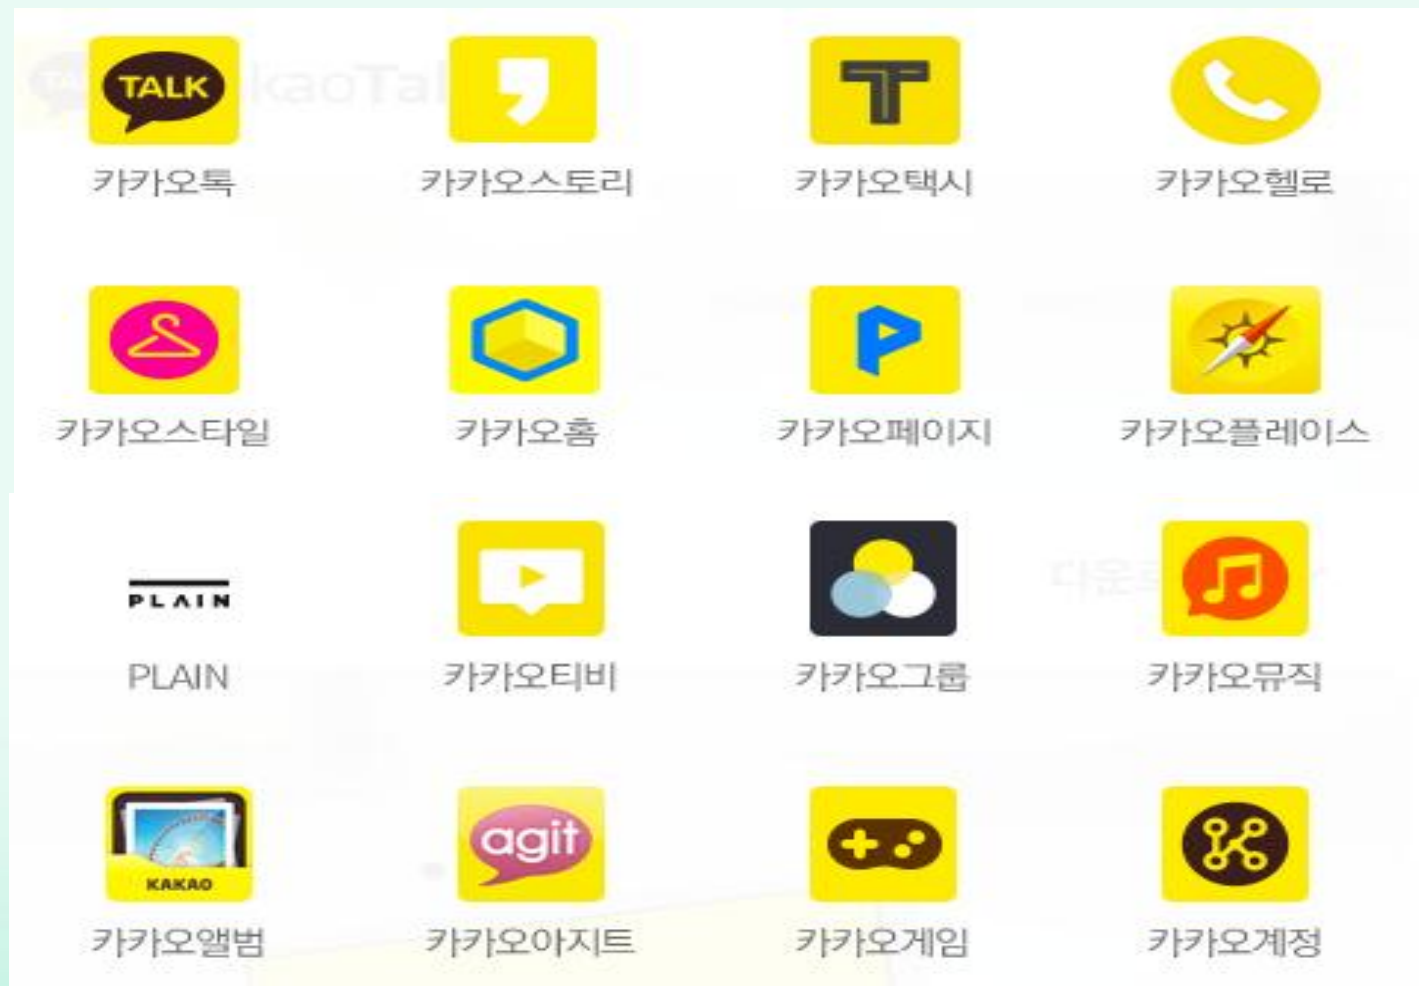 TALK
카카오톡 카카오스토리 카카오택시 카카오헬로
카카오스타일 카카오홈 카카오페이지 카카오플레이스
PLAIN
PLAIN 카카오티비 카카오그룹 카카오뮤직
KAKAO agit
카카오앨범 카카오아지트 카카오게임 카카오계정